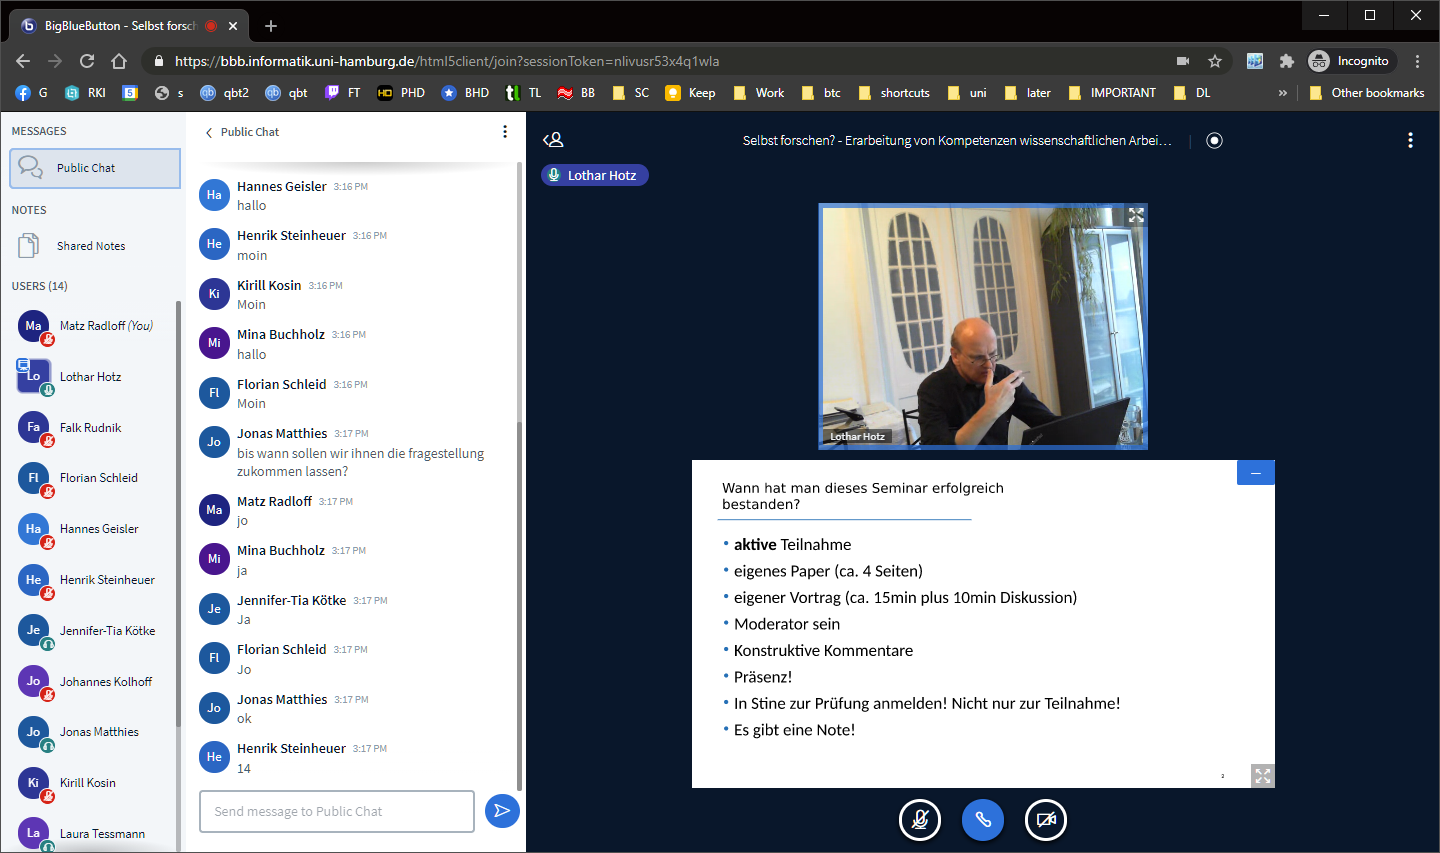 BigBlueButton - Selbst forsch
https://bbb.informatik.uni-hamburg.de/html5client/join?sessionToken=nlivusr53x4q1wla
Incognito
G
RKI
5
s
qbt2
qbt
FT
HD
PHD
BHD
TL
BB
SC
Keep
Work
btc
shortcuts
uni
later
IMPORTANT
DL
»
Other bookmarks
MESSAGES
Public Chat
NOTES
Shared Notes
USERS (14)
Ma
Matz Radloff (You)
Lo
Lothar Hotz
Fa
Falk Rudnik
Fl
Florian Schleid
Ha
Hannes Geisler
He
Henrik Steinheuer
Je
Jennifer-Tia Kötke
Jo
Johannes Kolhoff
Jo
Jonas Matthies
Ki
Kirill Kosin
La
Laura Tessmann
Public Chat
Ha
Hannes Geisler 3:16 PM
hallo
He
Henrik Steinheuer 3:16 PM
moin
Ki
Kirill Kosin 3:16 PM
Moin
Mi
Mina Buchholz 3:16 PM
hallo
Fl
Florian Schleid 3:16 PM
Moin
Jo
Jonas Matthies 3:17 PM
bis wann sollen wir ihnen die fragestellung
zukommen lassen?
Ma
Matz Radloff 3:17 PM
jo
Mi
Mina Buchholz 3:17 PM
ja
Je
Jennifer-Tia Kötke 3:17 PM
Ja
Fl
Florian Schleid 3:17 PM
Jo
Jo
Jonas Matthies 3:17 PM
ok
He
Henrik Steinheuer 3:17 PM
14
Send message to Public Chat
Selbst forschen? - Erarbeitung von Kompetenzen wissenschaftlichen Arbei…
Lothar Hotz
Lothar Hotz
Wann hat man dieses Seminar erfolgreich
bestanden?
• aktive Teilnahme
• eigenes Paper (ca. 4 Seiten)
• eigener Vortrag (ca. 15min plus 10min Diskussion)
• Moderator sein
• Konstruktive Kommentare
• Präsenz!
• In Stine zur Prüfung anmelden! Nicht nur zur Teilnahme!
• Es gibt eine Note!
2